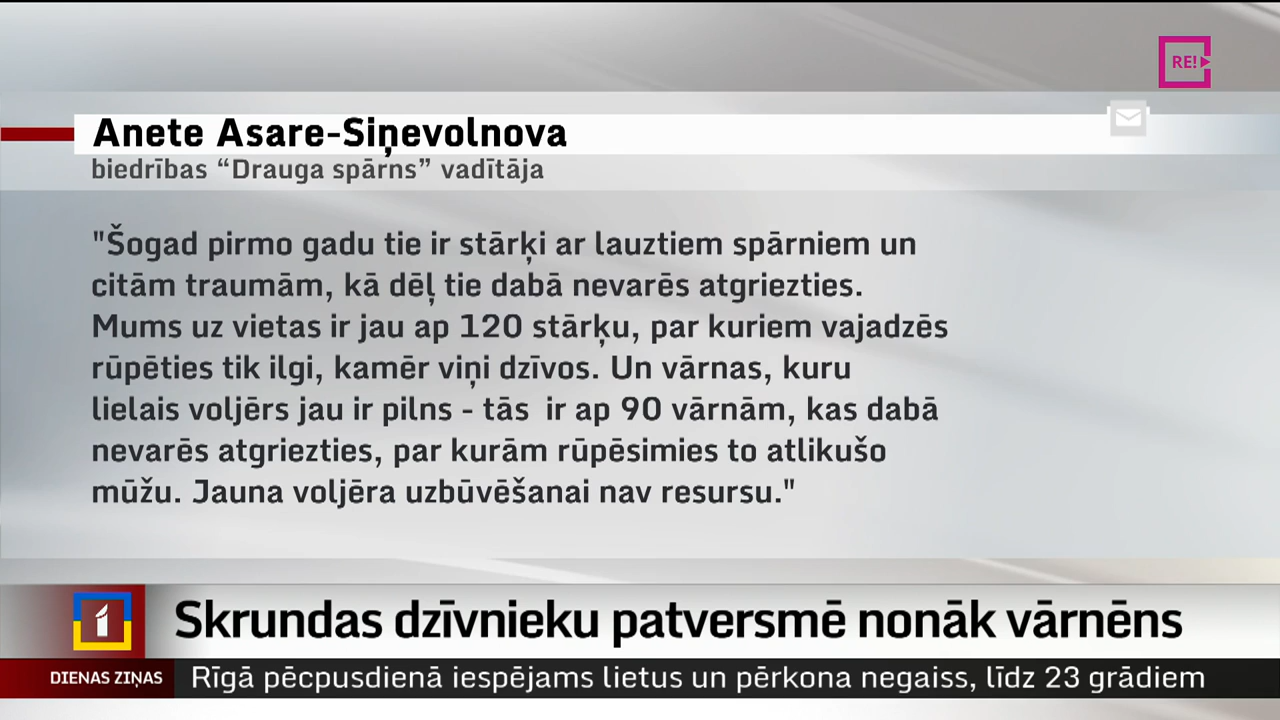 RE!
Anete Asare-Siņevolnova
biedrības “Drauga spārns” vadītāja
"Šogad pirmo gadu tie ir stārķi ar lauztiem spārniem un
citām traumām, kā dēļ tie dabā nevarēs atgriezties.
Mums uz vietas ir jau ap 120 stārķu, par kuriem vajadzēs
rūpēties tik ilgi, kamēr viņi dzīvos. Un vārnas, kuru
lielais voljērs jau ir pilns - tās  ir ap 90 vārnām, kas dabā
nevarēs atgriezties, par kurām rūpēsimies to atlikušo
mūžu. Jauna voljēra uzbūvēšanai nav resursu."
1
Skrundas dzīvnieku patversmē nonāk vārnēns
DIENAS ZIŅAS
Rīgā pēcpusdienā iespējams lietus un pērkona negaiss, līdz 23 grādiem